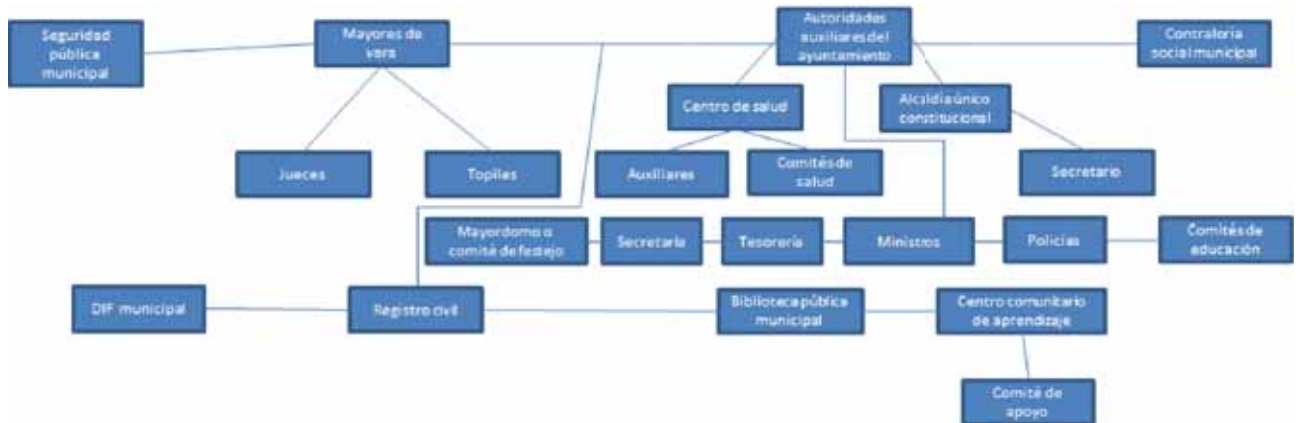 Seguridad
pública
municipal
Mayores de
vara
Autoridades
auxiliares del
ayuntamiento
Contraloría
social municipal
Centro de salud
Alcaldía único
constitucional
Jueces
Topiles
Auxiliares
Comités de
salud
Secretario
Mayordomo o
comité de festejo
Secretaría
Tesorería
Ministros
Policías
Comités de
educación
DIF municipal
Registro civil
Biblioteca pública
municipal
Centro comunitario
de aprendizaje
Comité de
apoyo